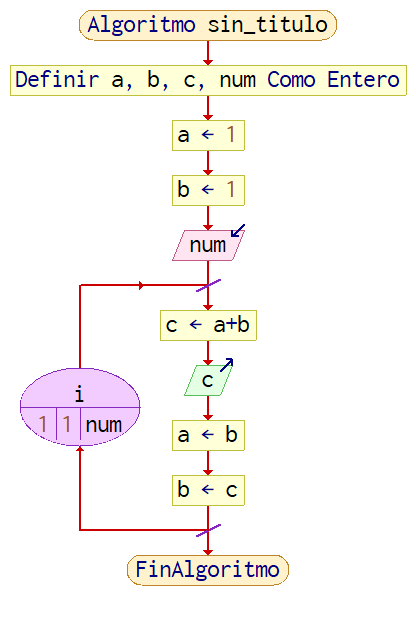 Algoritmo sin_titulo
Definir a, b, c, num Como Entero
a ← 1
b ← 1
num
c ← a+b
c
i
1 1 num
a ← b
b ← c
FinAlgoritmo